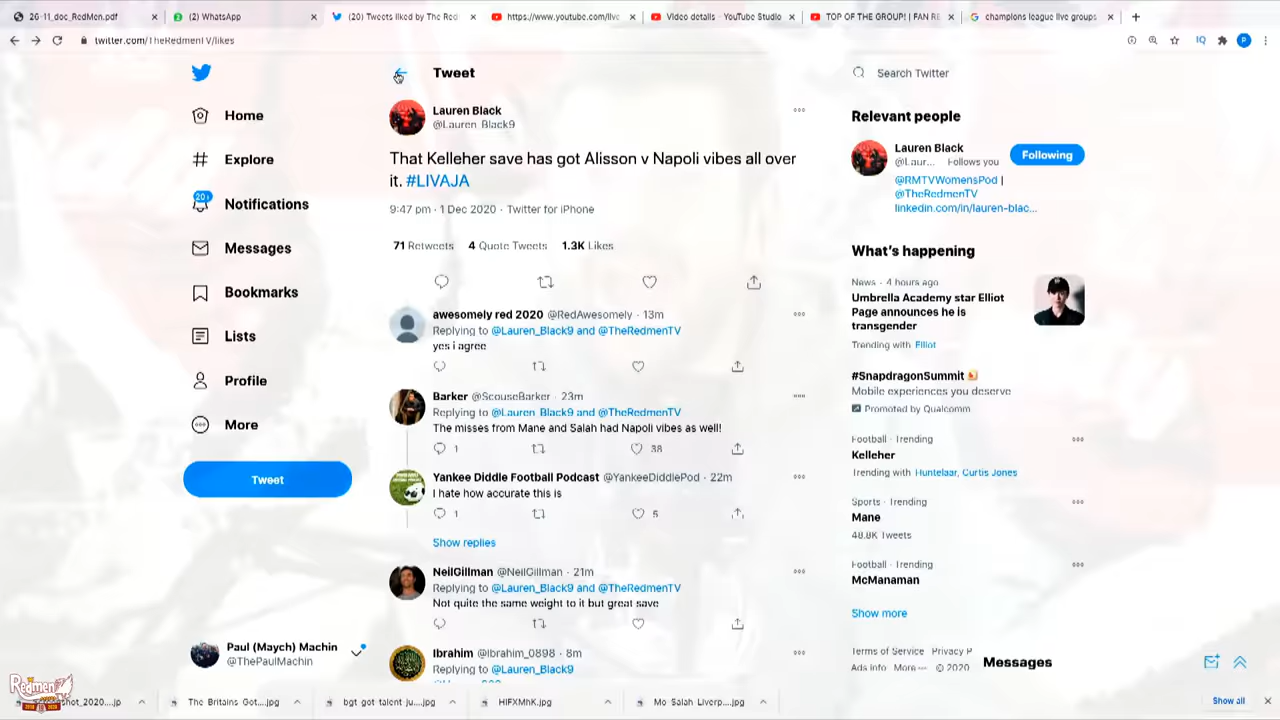 26-11_doc_RedMen.pdf
(2) WhatsApp
(20) Tweets liked by The Red
https://www.youtube.com/live
Video details - YouTube Studio
TOP OF THE GROUP! | FAN R
champions league live groups
twitter.com/TheRedmenTV/likes
IQ
P
Tweet
Search Twitter
Home
Explore
20+
Notifications
Messages
Bookmarks
Lists
Profile
More
Tweet
Paul (Maych) Machin
@ThePaulMachin
Lauren Black
@Lauren_Black9
That Kelleher save has got Alisson v Napoli vibes all over
it. #LIVAJA
9:47 pm · 1 Dec 2020 · Twitter for iPhone
71 Retweets 4 Quote Tweets 1.3K Likes
awesomely red 2020 @RedAwesomely · 13m
Replying to @Lauren_Black9 and @TheRedmenTV
yes i agree
Barker @ScouseBarker · 23m
Replying to @Lauren_Black9 and @TheRedmenTV
The misses from Mane and Salah had Napoli vibes as well!
1 38
Yankee Diddle Football Podcast @YankeeDiddlePod · 22m
I hate how accurate this is
1 5
Show replies
NeilGillman @NeilGillman · 21m
Replying to @Lauren_Black9 and @TheRedmenTV
Not quite the same weight to it but great save
Ibrahim @Ibrahim_0898 · 8m
Replying to @Lauren_Black9
Relevant people
Lauren Black
@Laur... Follows you
Following
@RMTVWomensPod |
@TheRedmenTV
linkedin.com/in/lauren-blac...
What's happening
News · 4 hours ago
Umbrella Academy star Elliot
Page announces he is
transgender
Trending with Elliot
#SnapdragonSummit
Mobile experiences you deserve
Promoted by Qualcomm
Football · Trending
Kelleher
Trending with Huntelaar, Curtis Jones
Sports · Trending
Mane
48.8K Tweets
Football · Trending
McManaman
Show more
Terms of Service Privacy P
Ads info More © 2020
Messages
Redmen TV
shot_2020....jp
The Britains Got....jpg
bgt got talent ju....jpg
HIFXMhK.jpg
Mo Salah Liverp....jpg
Show all